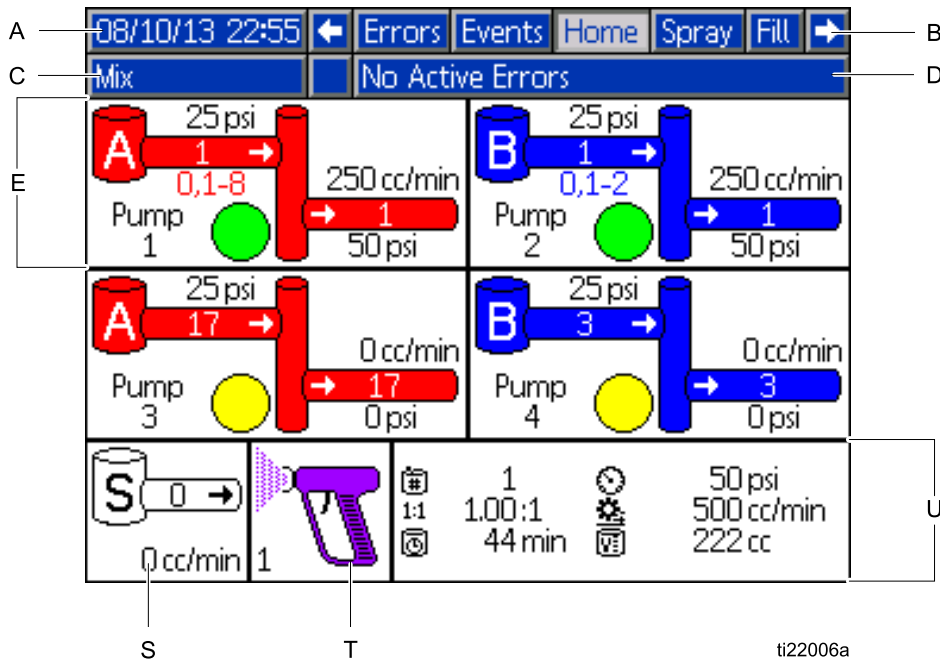 A
08/10/13 22:55 Errors Events Home Spray Fill
B
C
Mix
No Active Errors
D
E
A
25 psi
1
0,1-8
250 cc/min
Pump
1
1
50 psi
B
25 psi
1
0,1-2
250 cc/min
Pump
2
1
50 psi
A
25 psi
17
0 cc/min
Pump
3
17
0 psi
B
25 psi
3
0 cc/min
Pump
4
3
0 psi
S
0
0 cc/min
1
# 1
1:1 1.00:1
44 min
50 psi
500 cc/min
222 cc
U
S
T
ti22006a